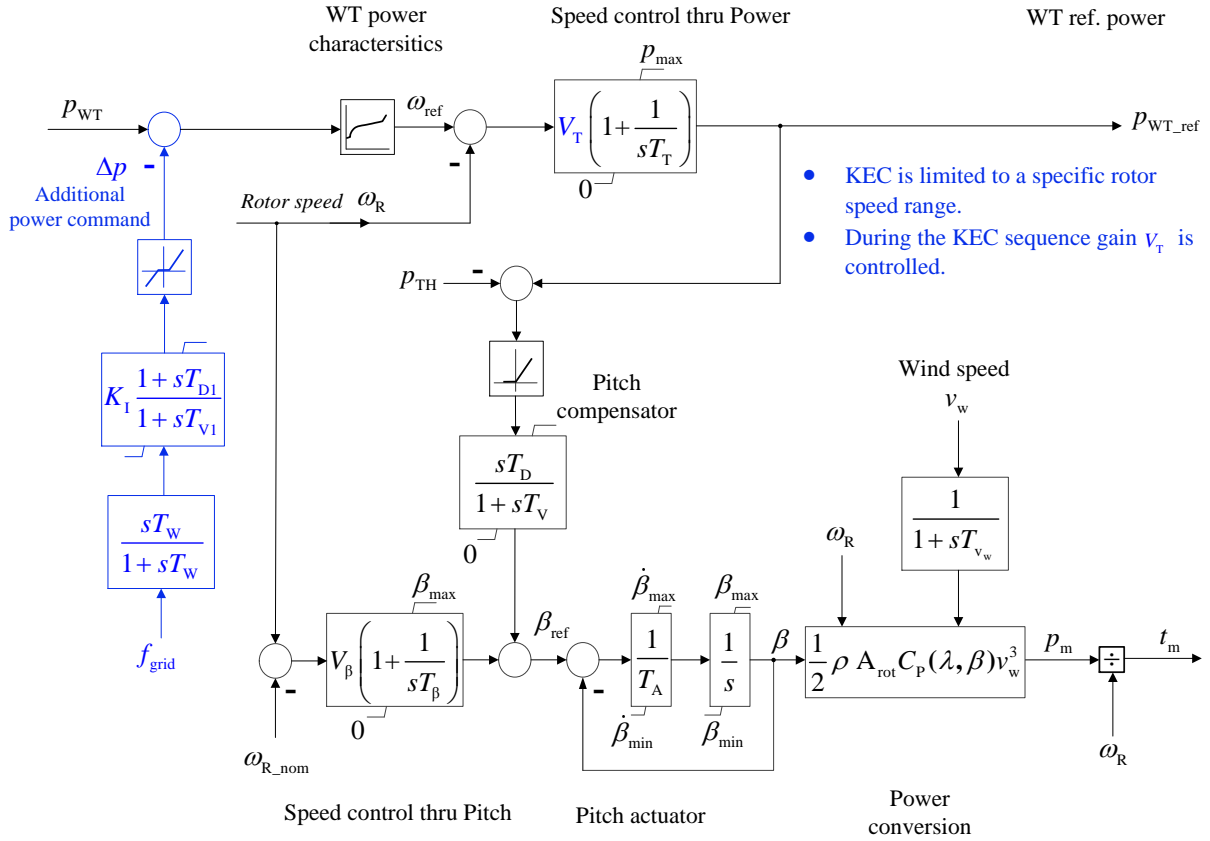 WT power
charactersitics
Speed control thru Power
WT ref. power
p_max
p_WT
ω_ref
V_T(1+1/(sT_T))
p_WT_ref
0
Δp
-
-
Additional
power command
Rotor speed ω_R
• KEC is limited to a specific rotor
speed range.
• During the KEC sequence gain V_T is
controlled.
p_TH
-
K_I (1 + sT_D1)/(1 + sT_V1)
Pitch
compensator
Wind speed
v_w
sT_D/(1 + sT_V)
0
1/(1 + sT_v_w)
sT_W/(1 + sT_W)
ω_R
f_grid
β_max
V_β(1+1/(sT_β))
0
-
ω_R_nom
β_ref
-
β̇_max
1/T_A
β̇_min
β_max
1/s
β_min
β
1/2 ρ A_rot C_P(λ, β)v_w^3
p_m
÷
t_m
ω_R
Speed control thru Pitch
Pitch actuator
Power
conversion